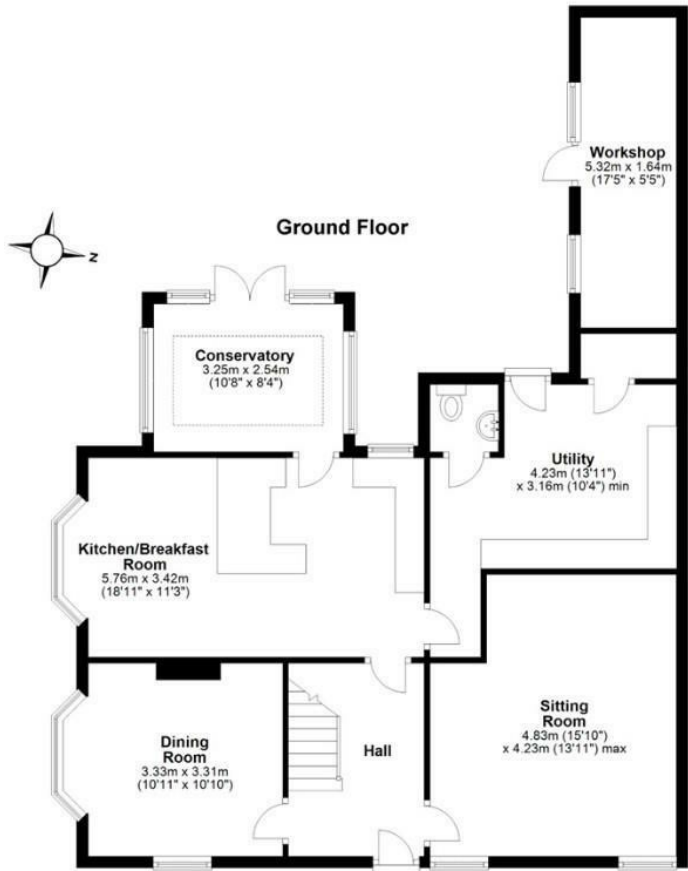 Workshop
5.32m x 1.64m
(17'5" x 5'5")
Ground Floor
N
Conservatory
3.25m x 2.54m
(10'8" x 8'4")
Utility
4.23m (13'11")
x 3.16m (10'4") min
Kitchen/Breakfast
Room
5.76m x 3.42m
(18'11" x 11'3")
Sitting
Room
4.83m (15'10")
x 4.23m (13'11") max
Hall
Dining
Room
3.33m x 3.31m
(10'11" x 10'10")